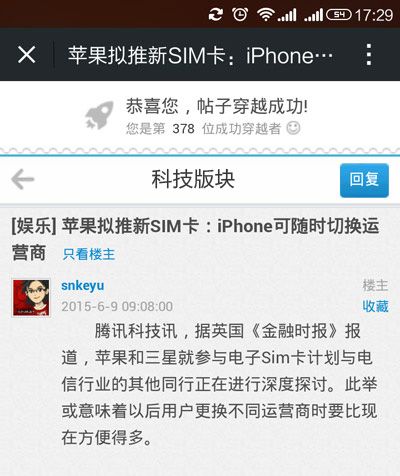 54 17:29
苹果拟推新SIM卡：iPhone…
恭喜您，帖子穿越成功!
您是第 378 位成功穿越者
科技版块
回复
[娱乐] 苹果拟推新SIM卡：iPhone可随时切换运
营商 只看楼主
snkeyu 楼主
2015-6-9 09:08:00 收藏
腾讯科技讯，据英国《金融时报》报
道，苹果和三星就参与电子Sim卡计划与电
信行业的其他同行正在进行深度探讨。此举
或意味着以后用户更换不同运营商时要比现
在方便得多。